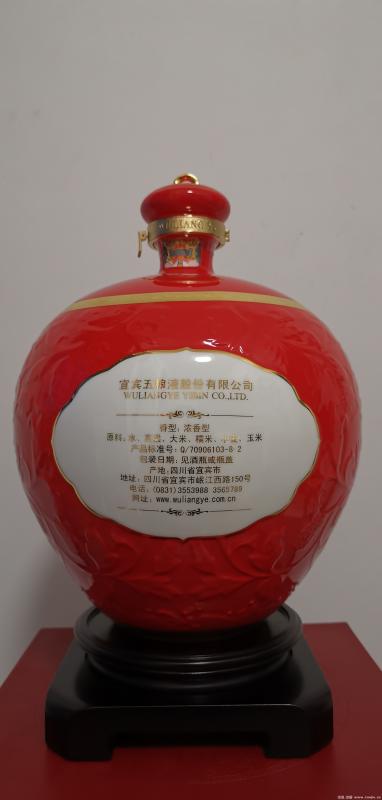 WULIANG
宜宾五粮液股份有限公司
WULIANGYE YIBIN CO.,LTD.
香型: 浓香型
原料: 水、高粱、大米、糯米、小麦、玉米
产品标准号: Q/70906103-8·2
包装日期: 见酒瓶或瓶盖
产地: 四川省宜宾市
地址: 四川省宜宾市岷江西路150号
电话: (0831)3553988 3565789
网址: www.wuliangye.com.cn